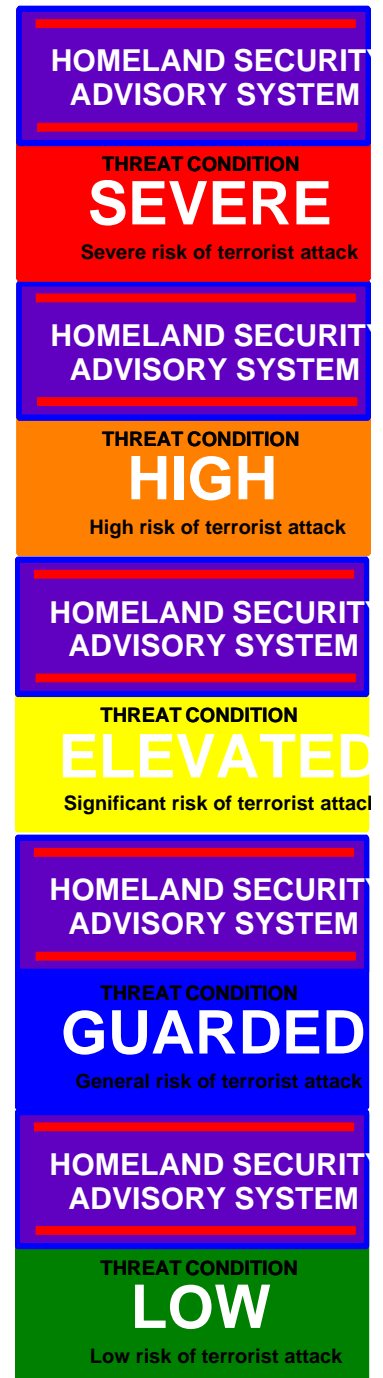 HOMELAND SECURITY
ADVISORY SYSTEM
THREAT CONDITION
SEVERE
Severe risk of terrorist attack
HOMELAND SECURITY
ADVISORY SYSTEM
THREAT CONDITION
HIGH
High risk of terrorist attack
HOMELAND SECURITY
ADVISORY SYSTEM
THREAT CONDITION
ELEVATED
Significant risk of terrorist attack
HOMELAND SECURITY
ADVISORY SYSTEM
THREAT CONDITION
GUARDED
General risk of terrorist attack
HOMELAND SECURITY
ADVISORY SYSTEM
THREAT CONDITION
LOW
Low risk of terrorist attack